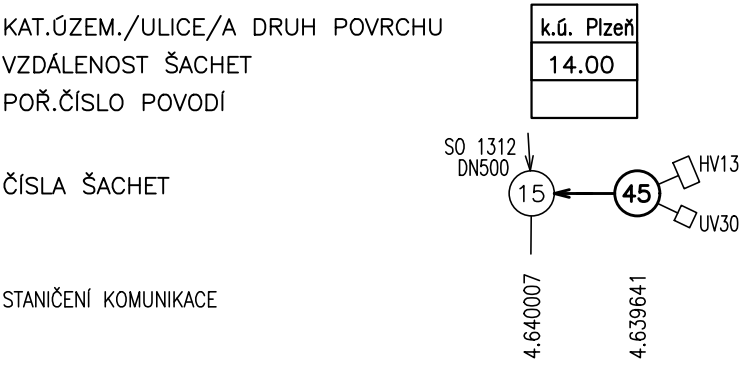 KAT.ÚZEM./ULICE/A DRUH POVRCHU
k.ú. Plzeň
VZDÁLENOST ŠACHET
14.00
POŘ.ČÍSLO POVODÍ
SO 1312
DN500
HV13
ČÍSLA ŠACHET
15
45
UV30
STANIČENÍ KOMUNIKACE
4.640007
4.639641